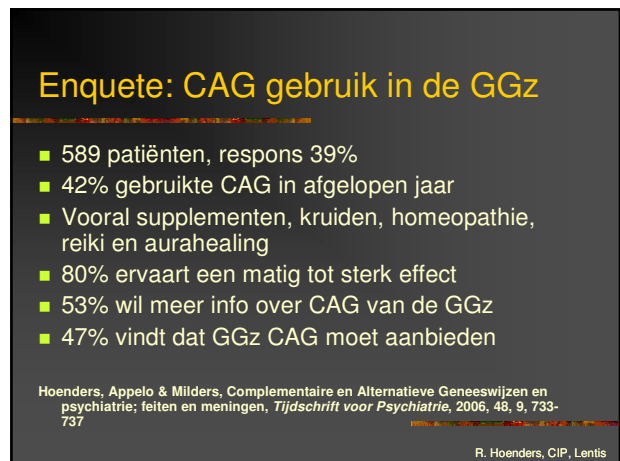 Enquete: CAG gebruik in de GGz
589 patiënten, respons 39%
42% gebruikte CAG in afgelopen jaar
Vooral supplementen, kruiden, homeopathie,
reiki en aurahealing
80% ervaart een matig tot sterk effect
53% wil meer info over CAG van de GGz
47% vindt dat GGz CAG moet aanbieden
Hoenders, Appelo & Milders, Complementaire en Alternatieve Geneeswijzen en
psychiatrie; feiten en meningen, Tijdschrift voor Psychiatrie, 2006, 48, 9, 733-
737
R. Hoenders, CIP, Lentis